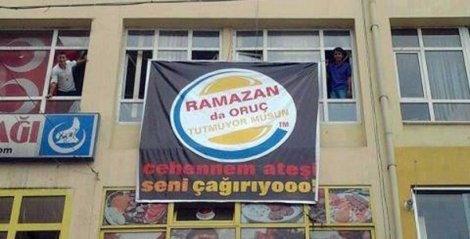 RAMAZAN
da ORUÇ
TUTMUYOR MUSUN
TM
cehennem ateşi
seni çağırıyooo!
AĞI